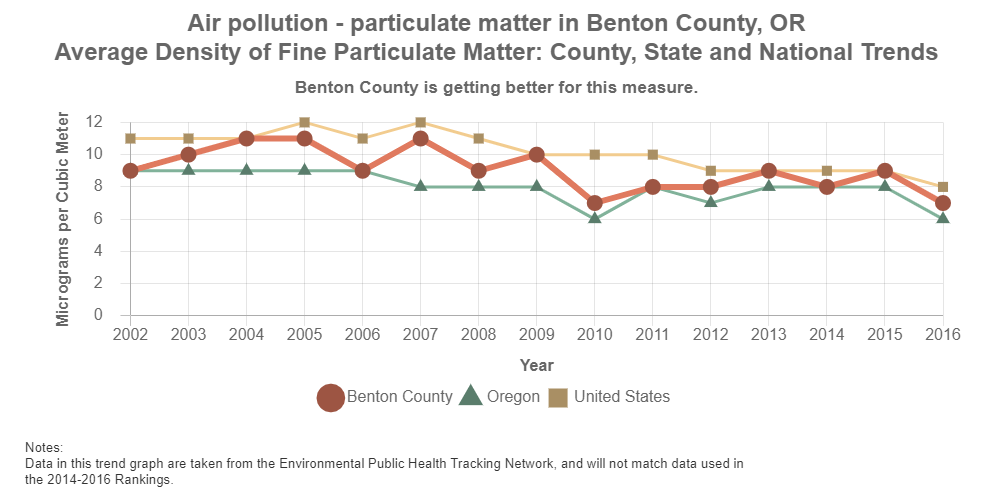 Air pollution - particulate matter in Benton County, OR
Average Density of Fine Particulate Matter: County, State and National Trends
Benton County is getting better for this measure.
Micrograms per Cubic Meter
12
10
8
6
4
2
0
2002 2003 2004 2005 2006 2007 2008 2009 2010 2011 2012 2013 2014 2015 2016
Year
Benton County Oregon United States
Notes:
Data in this trend graph are taken from the Environmental Public Health Tracking Network, and will not match data used in
the 2014-2016 Rankings.